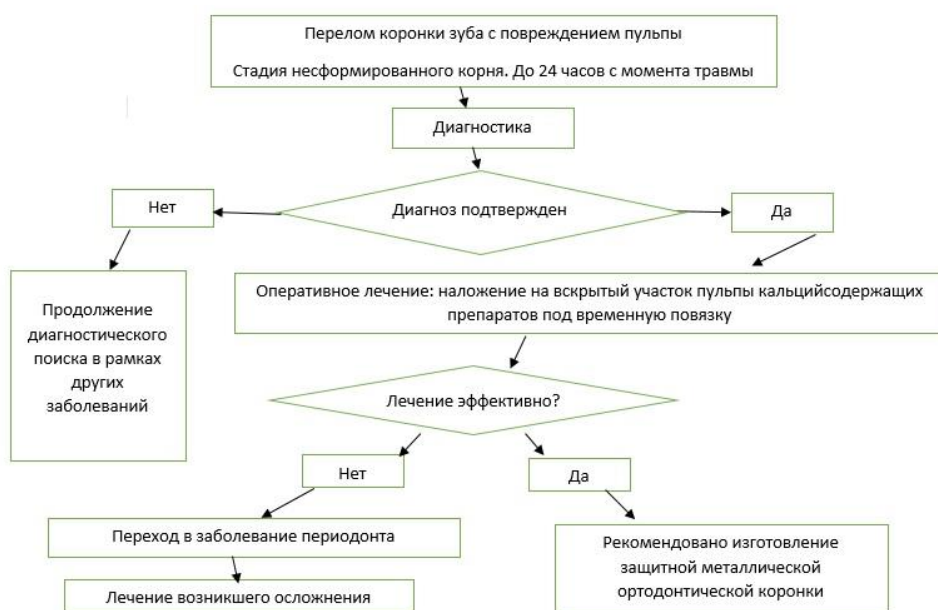 Перелом коронки зуба с повреждением пульпы
Стадия несформированного корня. До 24 часов с момента травмы
Диагностика
Нет
Диагноз подтвержден
Да
Продолжение
диагностического
поиска в рамках
других
заболеваний
Оперативное лечение: наложение на вскрытый участок пульпы кальцийсодержащих
препаратов под временную повязку
Лечение эффективно?
Нет
Да
Переход в заболевание периодонта
Лечение возникшего осложнения
Рекомендовано изготовление
защитной металлической
ортодонтической коронки